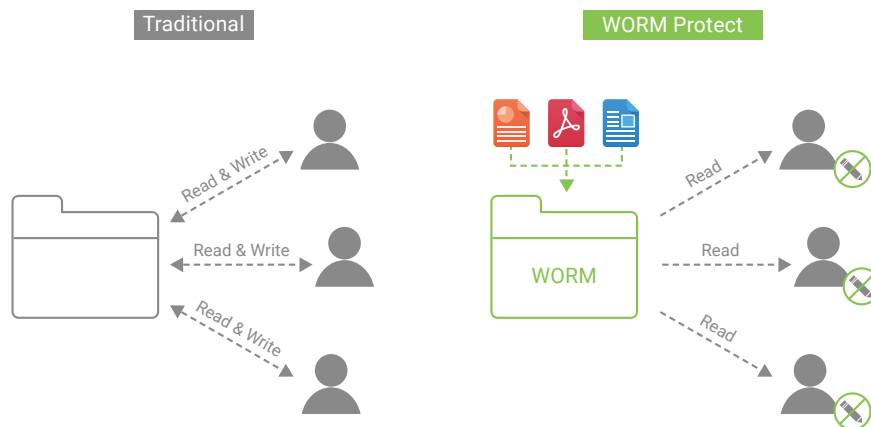 Traditional
WORM Protect
Read & Write
Read & Write
Read & Write
WORM
Read
Read
Read